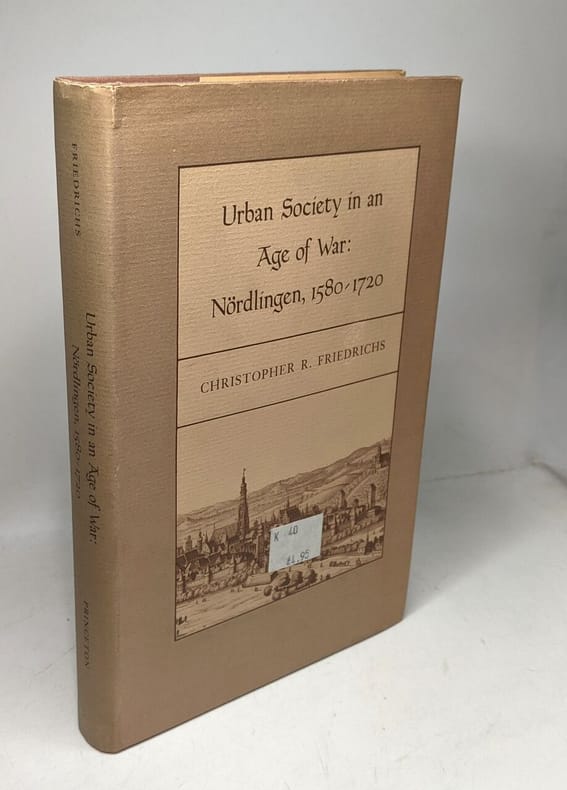 Urban Society in an
Age of War:
Nördlingen, 1580-1720
CHRISTOPHER R. FRIEDRICHS
K 40
£1.95
FRIEDRICHS
Urban Society in an Age of War:
Nördlingen, 1580-1720
PRINCETON